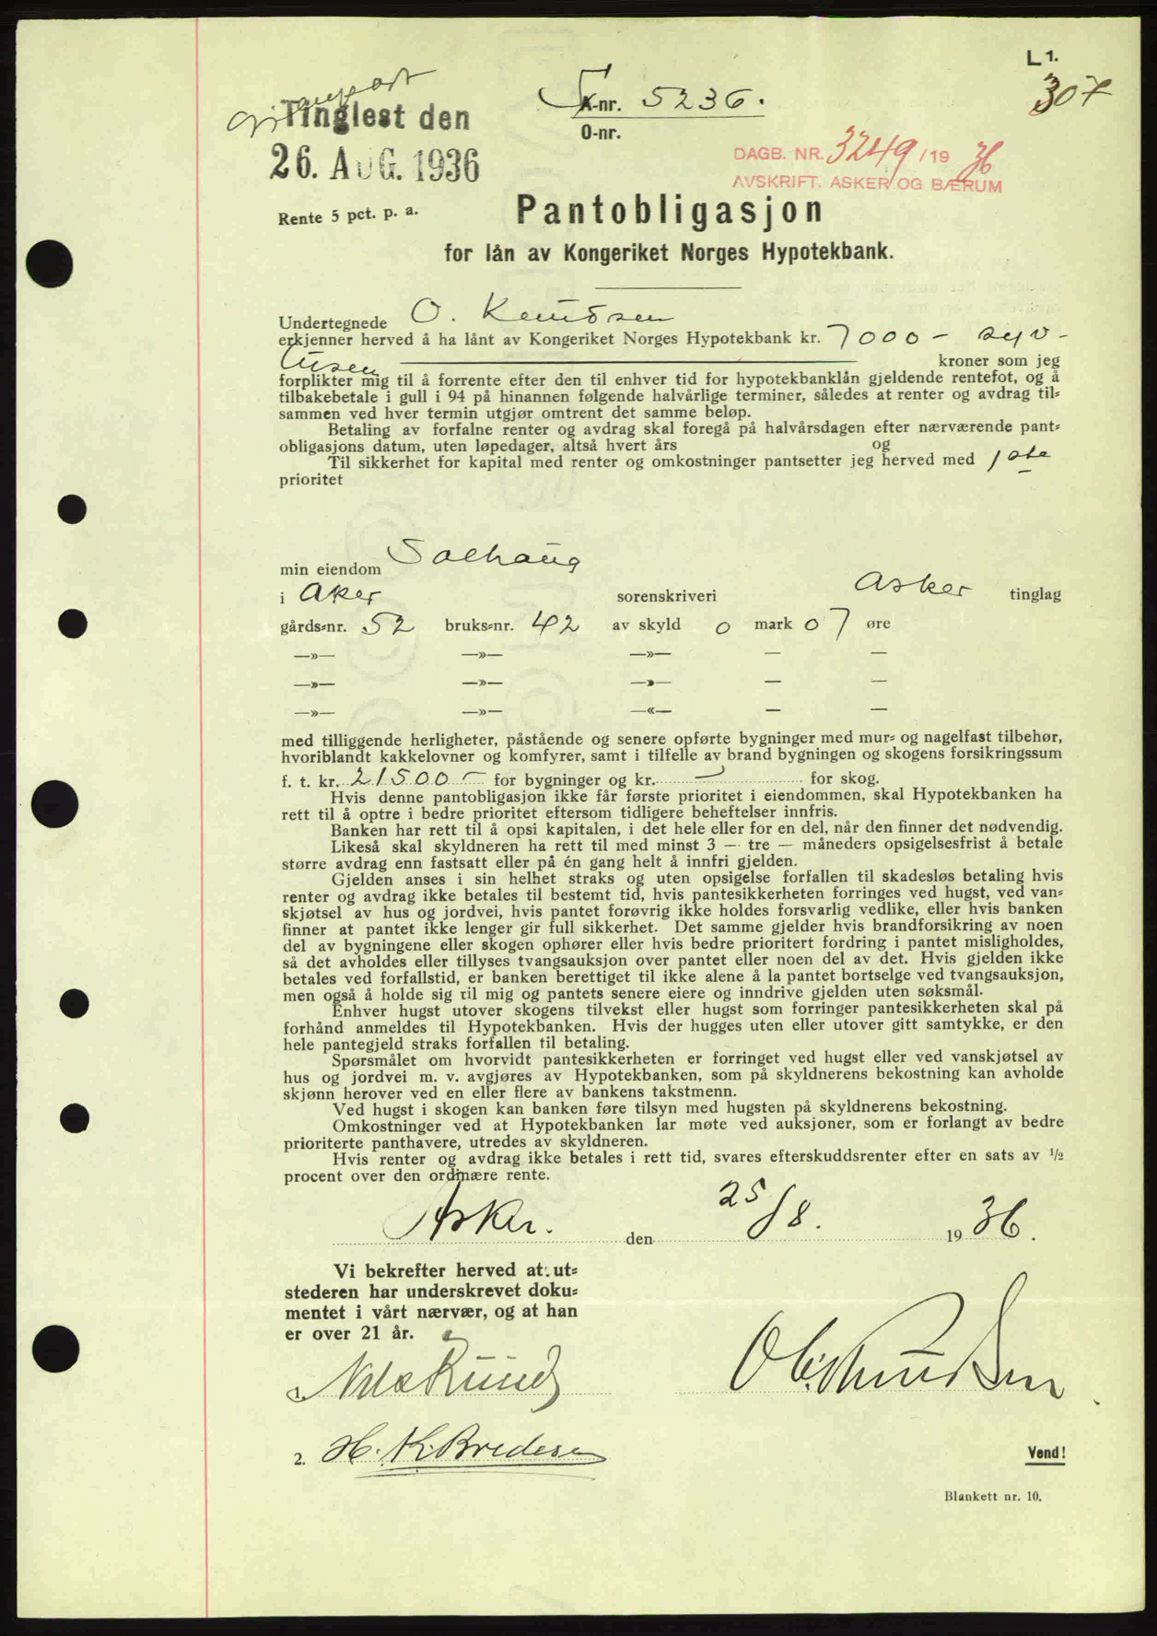 L 1.
307
Gjenpart
Tinglest den
26. AUG. 1936
A-nr. 5236.
O-nr.
DAGB. NR. 3249/1936
AVSKRIFT. ASKER OG BÆRUM
Rente 5 pct. p. a.
Pantobligasjon
for lån av Kongeriket Norges Hypotekbank.
Undertegnede O. Knudsen
erkjenner herved å ha lånt av Kongeriket Norges Hypotekbank kr. 7000 - syv-
tusen kroner som jeg
forplikter mig til å forrente efter den til enhver tid for hypotekbanklån gjeldende rentefot, og å
tilbakebetale i gull i 94 på hinannen følgende halvårlige terminer, således at renter og avdrag til=
sammen ved hver termin utgjør omtrent det samme beløp.
Betaling av forfalne renter og avdrag skal foregå på halvårsdagen efter nærværende pant=
obligasjons datum, uten løpedager, altså hvert års og
Til sikkerhet for kapital med renter og omkostninger pantsetter jeg herved med 1ste
prioritet
min eiendom Solhaug
i Aker sorenskriveri Asker tinglag
gårds=nr. 52 bruks=nr. 42 av skyld 0 mark 07 øre
—»— —»— —»— — —
—»— —»— —»— — —
—»— —»— —«— — —
med tilliggende herligheter, påstående og senere opførte bygninger med mur= og nagelfast tilbehør,
hvoriblandt kakkelovner og komfyrer, samt i tilfelle av brand bygningen og skogens forsikringssum
f. t. kr. 21500 - for bygninger og kr. - for skog.
Hvis denne pantobligasjon ikke får første prioritet i eiendommen, skal Hypotekbanken ha
rett til å optre i bedre prioritet eftersom tidligere beheftelser innfris.
Banken har rett til å opsi kapitalen, i det hele eller for en del, når den finner det nødvendig.
Likeså skal skyldneren ha rett til med minst 3 — tre — måneders opsigelsesfrist å betale
større avdrag enn fastsatt eller på én gang helt å innfri gjelden.
Gjelden anses i sin helhet straks og uten opsigelse forfallen til skadesløs betaling hvis
renter og avdrag ikke betales til bestemt tid, hvis pantesikkerheten forringes ved hugst, ved van=
skjøtsel av hus og jordvei, hvis pantet forøvrig ikke holdes forsvarlig vedlike, eller hvis banken
finner at pantet ikke lenger gir full sikkerhet. Det samme gjelder hvis brandforsikring av noen
del av bygningene eller skogen ophører eller hvis bedre prioritert fordring i pantet misligholdes,
så det avholdes eller tillyses tvangsauksjon over pantet eller noen del av det. Hvis gjelden ikke
betales ved forfallstid, er banken berettiget til ikke alene å la pantet bortselge ved tvangsauksjon,
men også å holde sig til mig og pantets senere eiere og inndrive gjelden uten søksmål.
Enhver hugst utover skogens tilvekst eller hugst som forringer pantesikkerheten skal på
forhånd anmeldes til Hypotekbanken. Hvis der hugges uten eller utover gitt samtykke, er den
hele pantegjeld straks forfallen til betaling.
Spørsmålet om hvorvidt pantesikkerheten er forringet ved hugst eller ved vanskjøtsel av
hus og jordvei m. v. avgjøres av Hypotekbanken, som på skyldnerens bekostning kan avholde
skjønn herover ved en eller flere av bankens takstmenn.
Ved hugst i skogen kan banken føre tilsyn med hugsten på skyldnerens bekostning.
Omkostninger ved at Hypotekbanken lar møte ved auksjoner, som er forlangt av bedre
prioriterte panthavere, utredes av skyldneren.
Hvis renter og avdrag ikke betales i rett tid, svares efterskuddsrenter efter en sats av ½
procent over den ordinære rente.
Asker. den 25/8. 1936.
Vi bekrefter herved at ut=
stederen har underskrevet doku=
mentet i vårt nærvær, og at han
er over 21 år.
1.
2. H. K. Bredesen
Vend!
Blankett nr. 10.